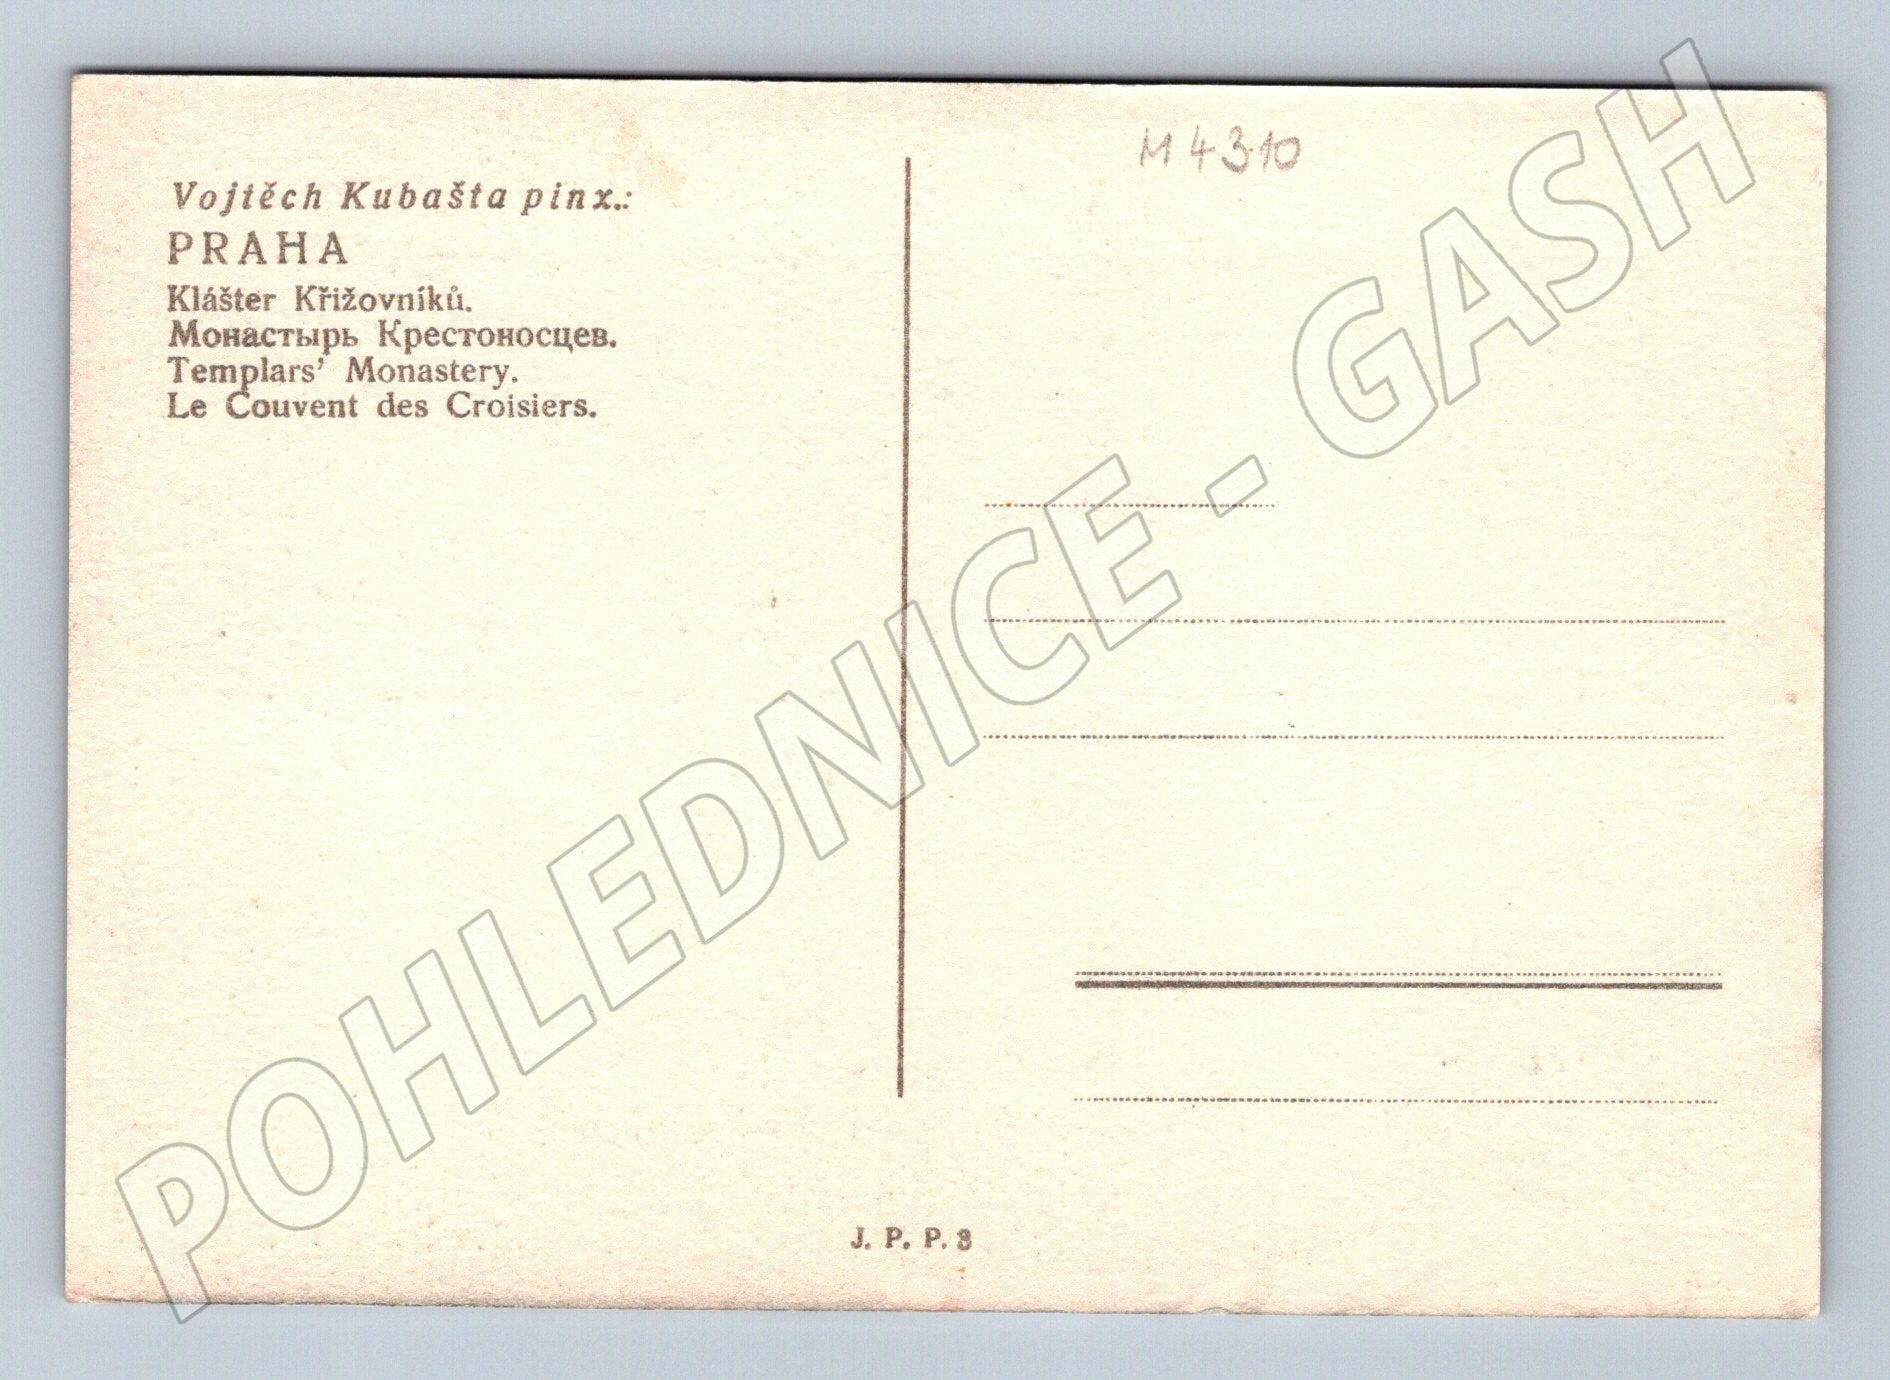 M 4310
Vojtěch Kubašta pinx.:
PRAHA
Klášter Křižovníků.
Монастырь Крестоносцев.
Templars' Monastery.
Le Couvent des Croisiers.
POHLEDNICE - GASH
J. P. P. 3